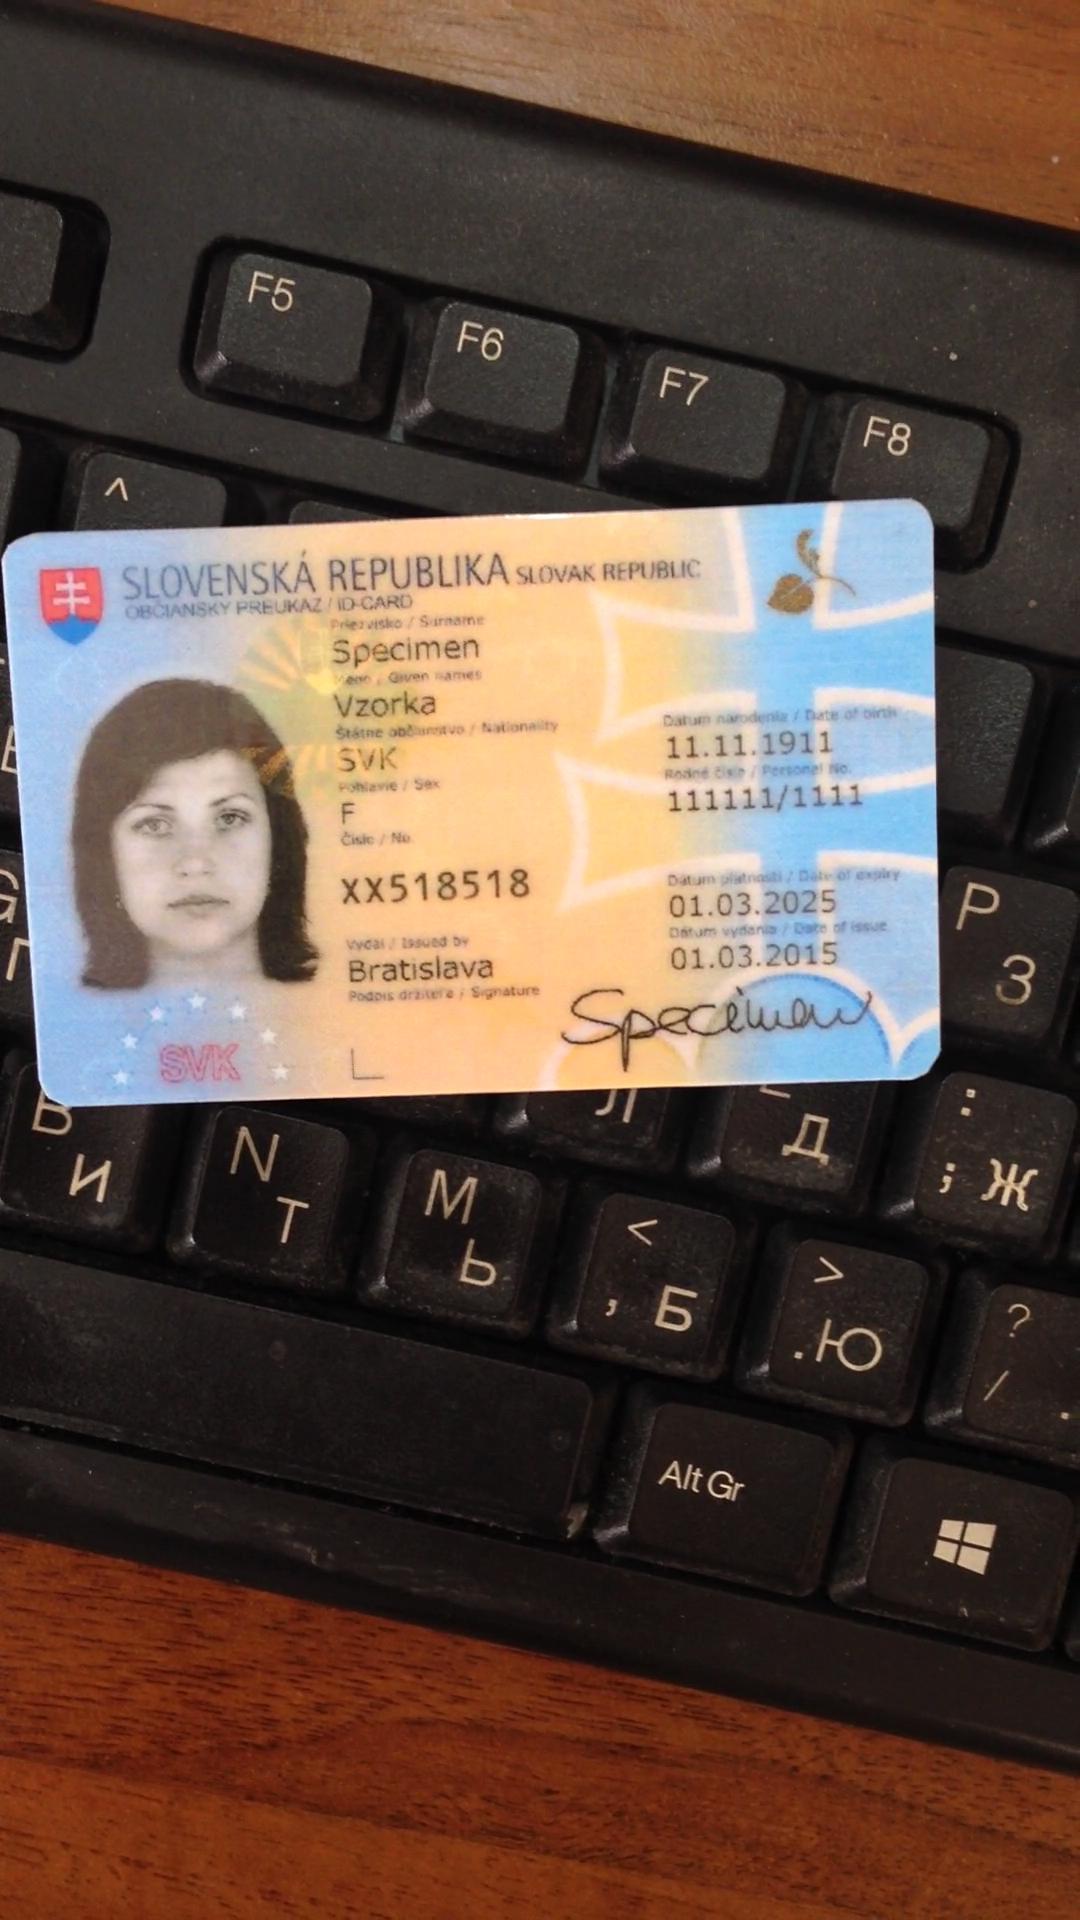 F5
F6
F7
F8
^
SLOVENSKÁ REPUBLIKA SLOVAK REPUBLIC
OBČIANSKY PREUKAZ / ID-CARD
Priezvisko / Surname
Specimen
Meno / Given names
Vzorka
Štátne občianstvo / Nationality
SVK
Pohlavie / Sex
F
Číslo / No.
XX518518
Vydal / Issued by
Bratislava
Podpis držiteľa / Signature
Dátum narodenia / Date of birth
11.11.1911
Rodné číslo / Personal No.
111111/1111
Dátum platnosti / Date of expiry
01.03.2025
Dátum vydania / Date of issue
01.03.2015
Specimen
SVK
P
З
Л
Д
:
; Ж
В
И
N
Т
M
Ь
<
, Б
>
. Ю
?
/ .
Alt Gr